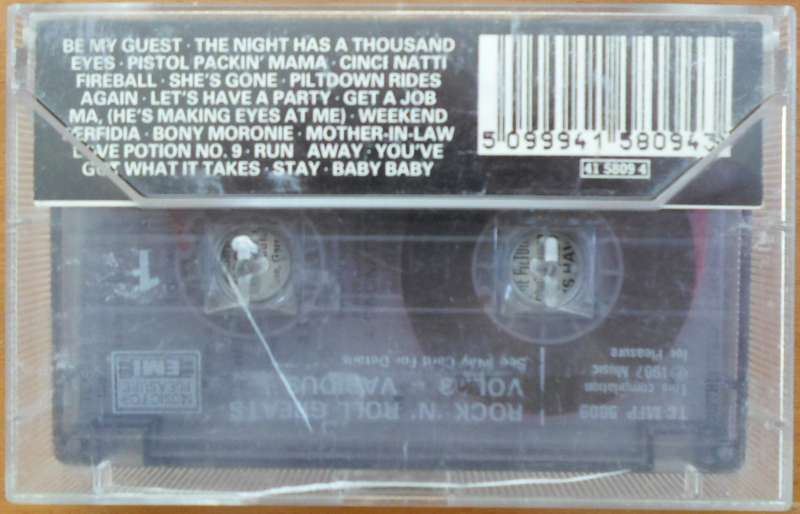 BE MY GUEST · THE NIGHT HAS A THOUSAND
EYES · PISTOL PACKIN' MAMA · CINCI NATTI
FIREBALL · SHE'S GONE · PILTDOWN RIDES
AGAIN · LET'S HAVE A PARTY · GET A JOB
MA, (HE'S MAKING EYES AT ME) · WEEKEND
PERFIDIA · BONY MORONIE · MOTHER-IN-LAW
LOVE POTION NO. 9 · RUN AWAY · YOU'VE
GOT WHAT IT TAKES · STAY · BABY BABY
5 099941 580943
41 5809 4
TC MFP 5809
This compilation
℗ 1987 Music
for Pleasure
ROCK 'N' ROLL GREATS
VOL. 3 - VARIOUS
See Inlay Card For Details
MUSIC FOR
PLEASURE
EMI